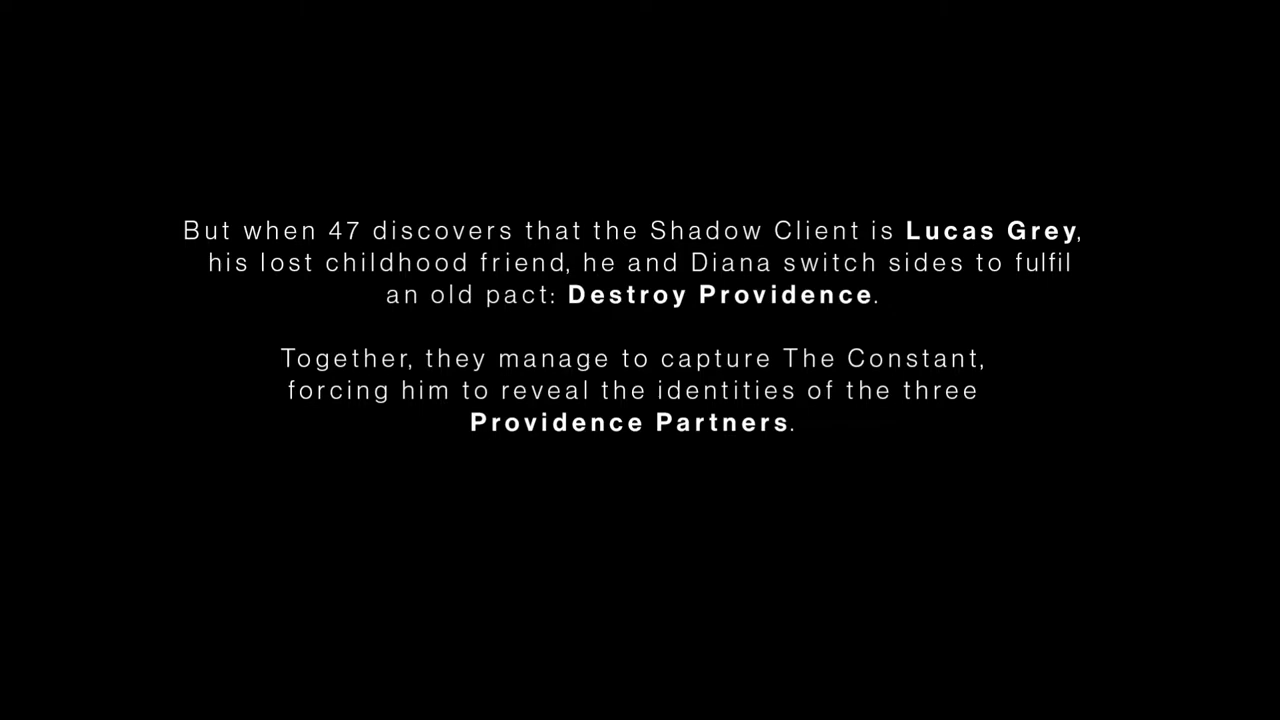 But when 47 discovers that the Shadow Client is Lucas Grey,
his lost childhood friend, he and Diana switch sides to fulfil
an old pact: Destroy Providence.
Together, they manage to capture The Constant,
forcing him to reveal the identities of the three
Providence Partners.